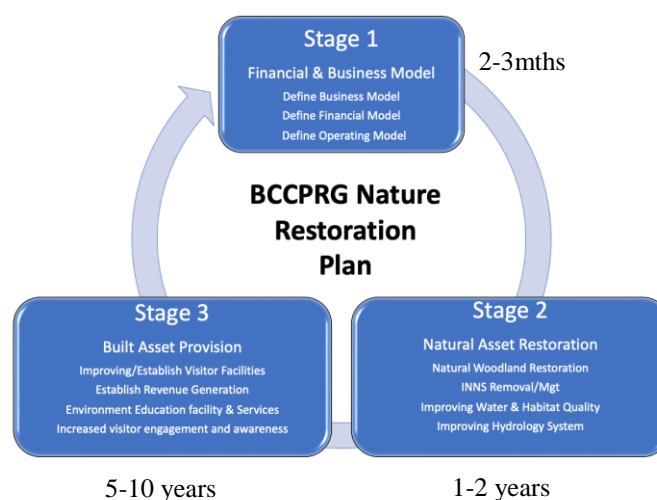 Stage 1
2-3mths
Financial & Business Model
Define Business Model
Define Financial Model
Define Operating Model
BCCPRG Nature
Restoration
Plan
Stage 3
Built Asset Provision
Improving/Establish Visitor Facilities
Establish Revenue Generation
Environment Education facility & Services
Increased visitor engagement and awareness
5-10 years
Stage 2
Natural Asset Restoration
Natural Woodland Restoration
INNS Removal/Mgt
Improving Water & Habitat Quality
Improving Hydrology System
1-2 years